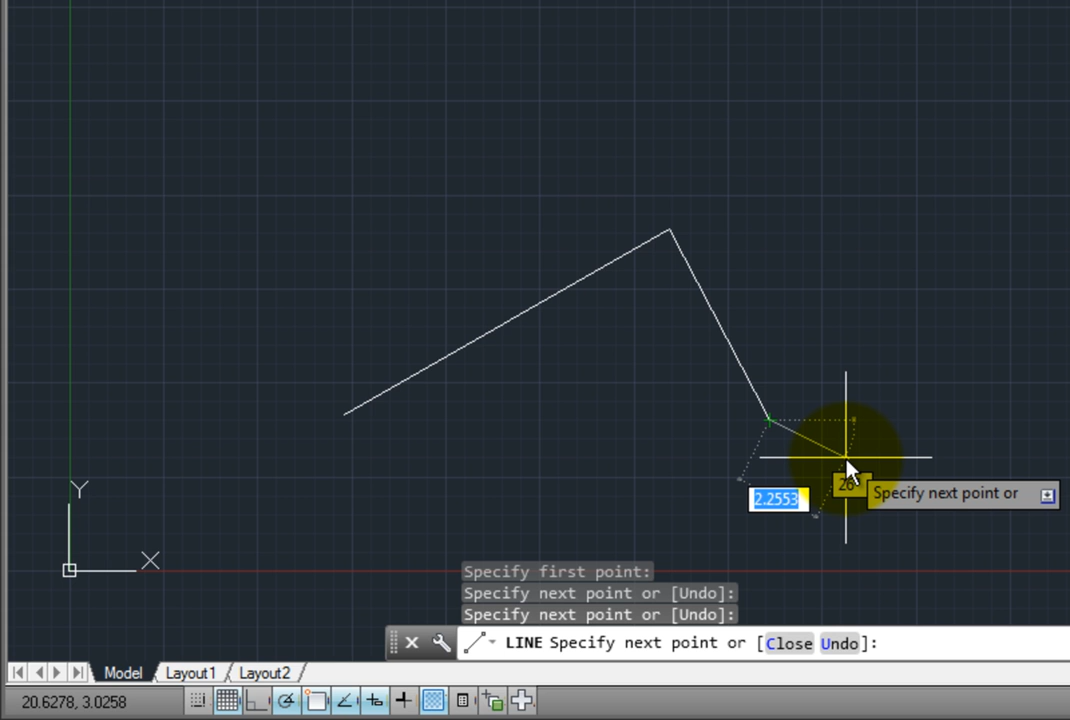 Y
X
2.2553
26
Specify next point or
Specify first point:
Specify next point or [Undo]:
Specify next point or [Undo]:
LINE Specify next point or [Close Undo]:
Model Layout1 Layout2
20.6278, 3.0258